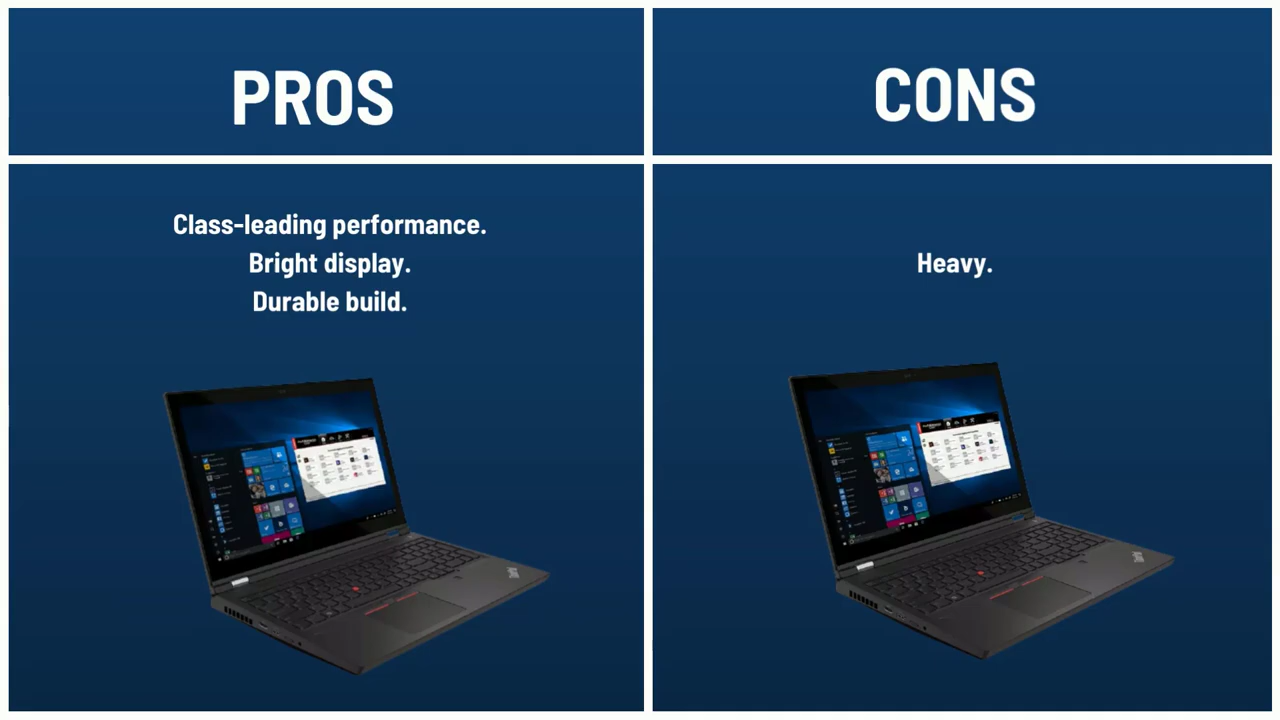 PROS
CONS
Class-leading performance.
Bright display.
Durable build.
Heavy.